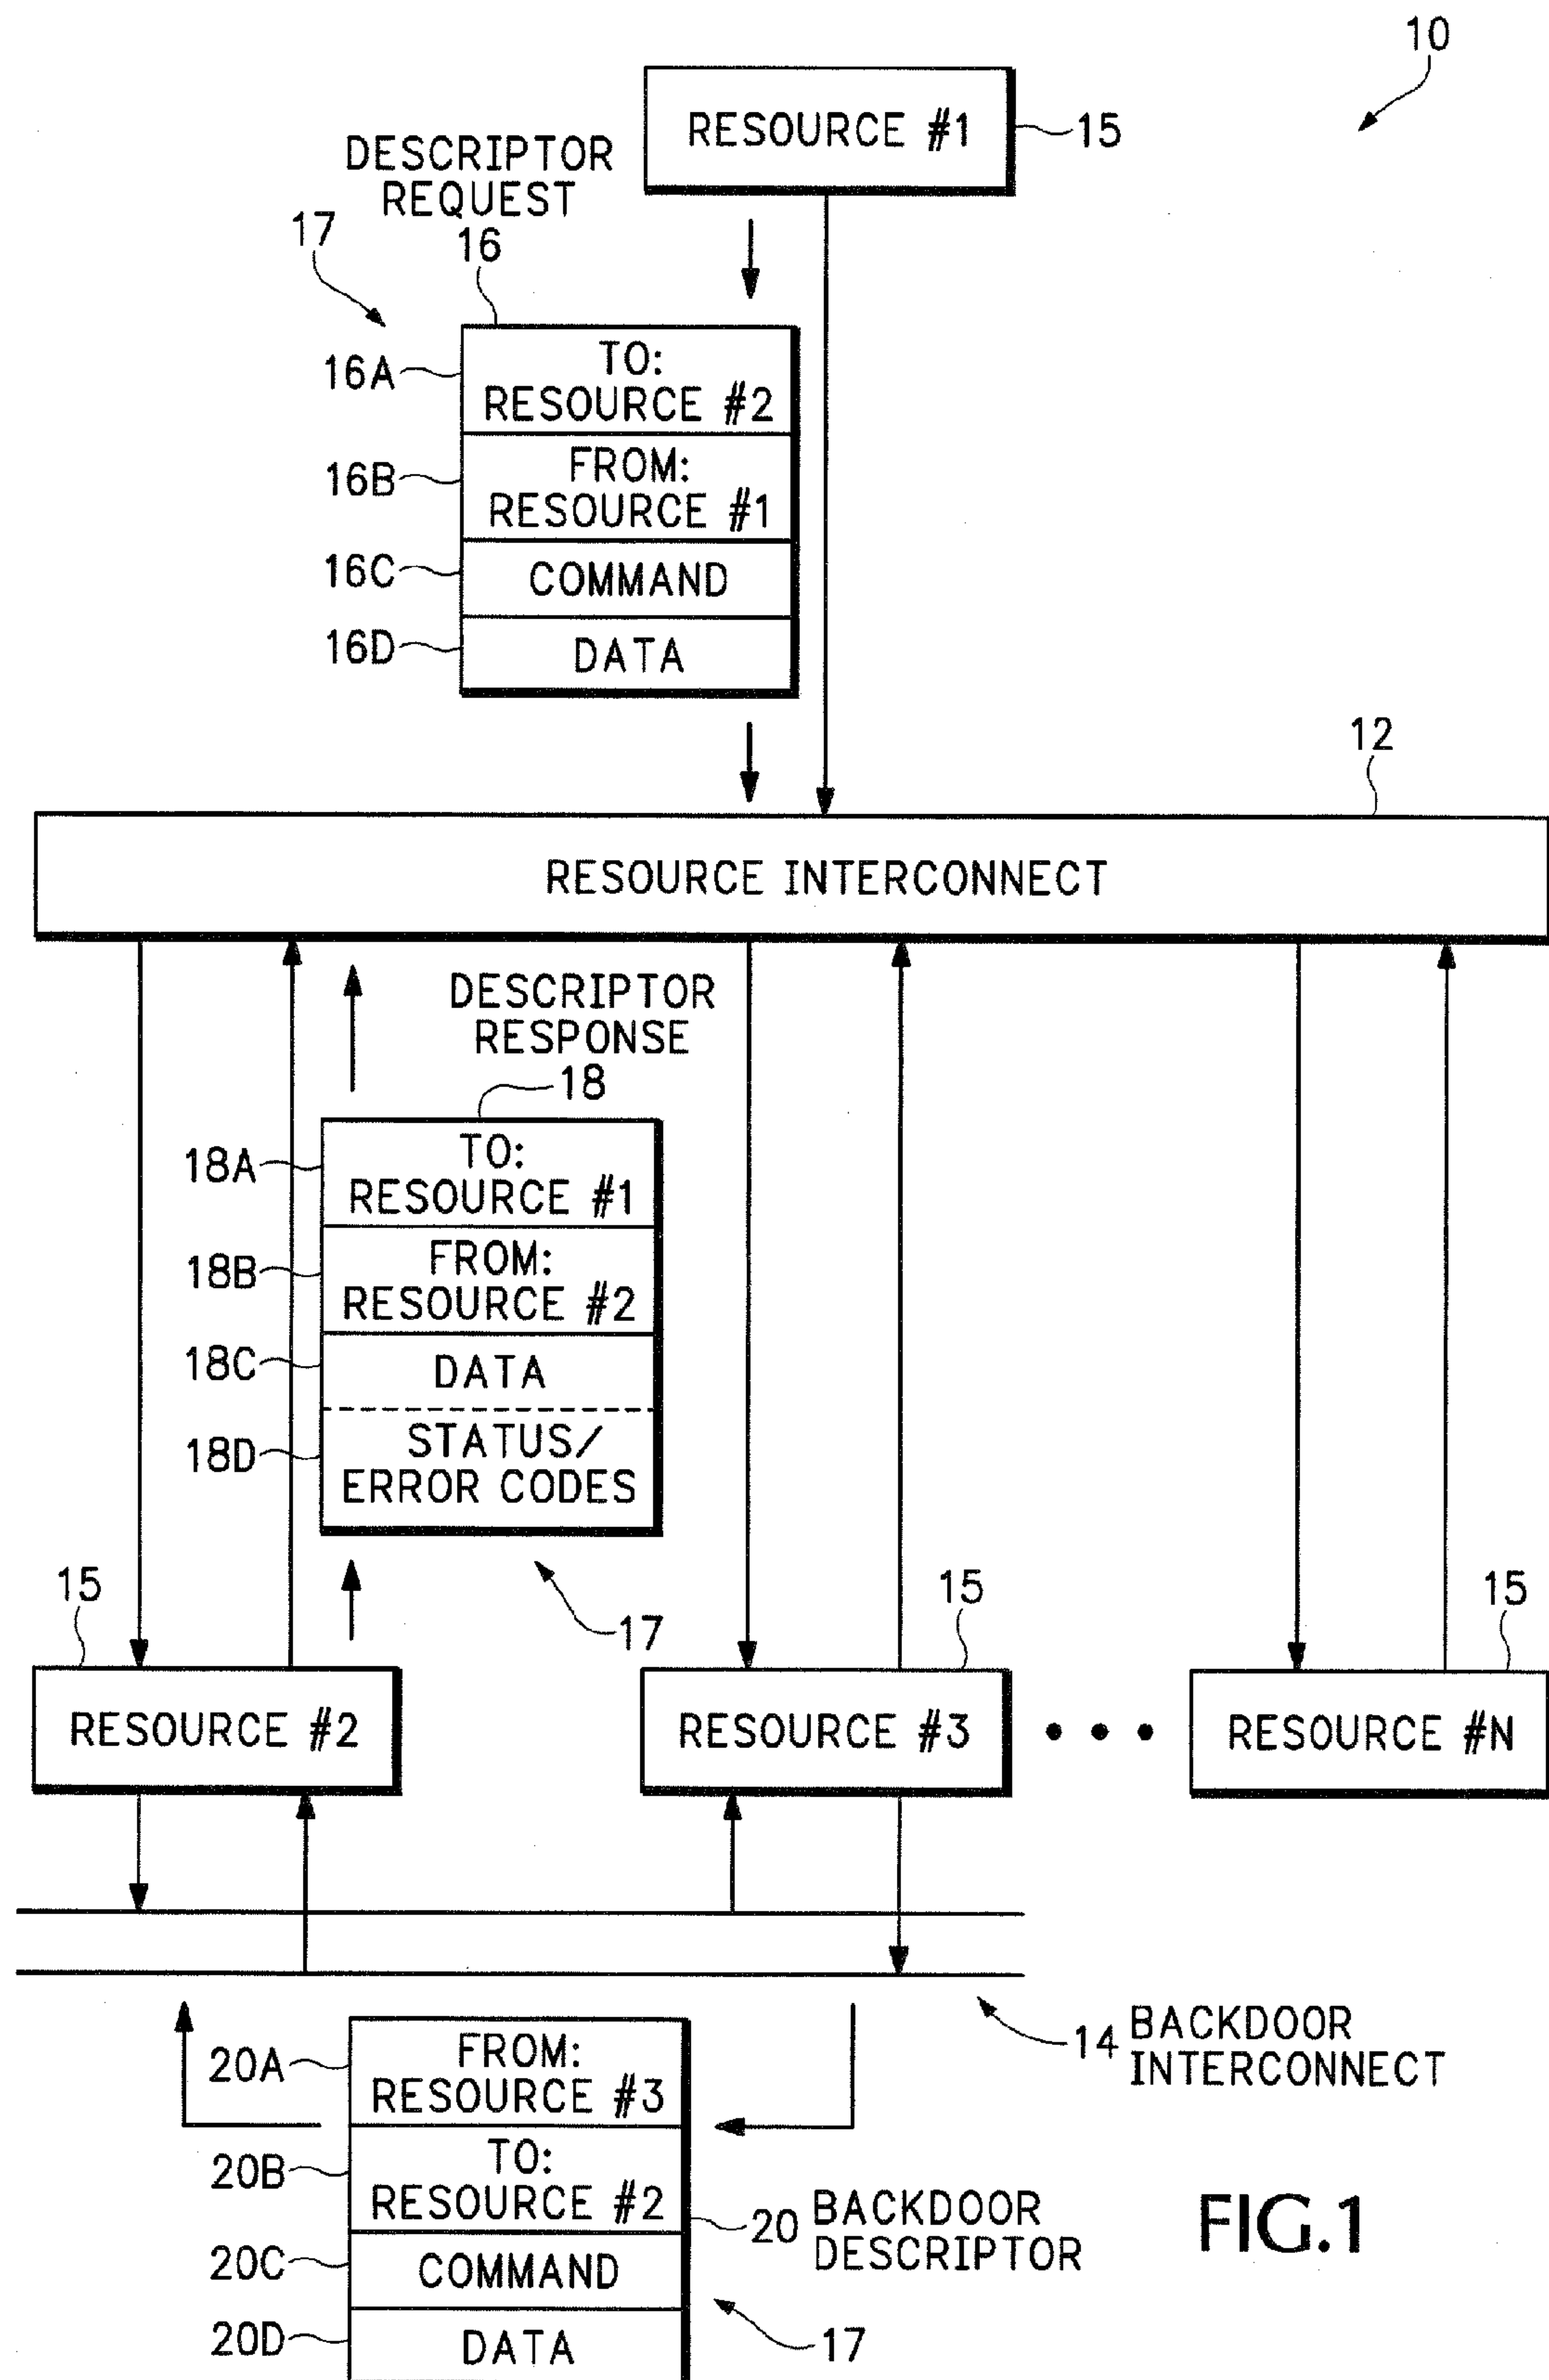 10
RESOURCE #1
15
DESCRIPTOR
REQUEST
17
16
16A
TO:
RESOURCE #2
16B
FROM:
RESOURCE #1
16C
COMMAND
16D
DATA
12
RESOURCE INTERCONNECT
DESCRIPTOR
RESPONSE
18
18A
TO:
RESOURCE #1
18B
FROM:
RESOURCE #2
18C
DATA
18D
STATUS/
ERROR CODES
15
17
15
15
RESOURCE #2
RESOURCE #3
RESOURCE #N
14
BACKDOOR
INTERCONNECT
20A
FROM:
RESOURCE #3
20B
TO:
RESOURCE #2
20
BACKDOOR
DESCRIPTOR
20C
COMMAND
20D
DATA
17
FIG.1